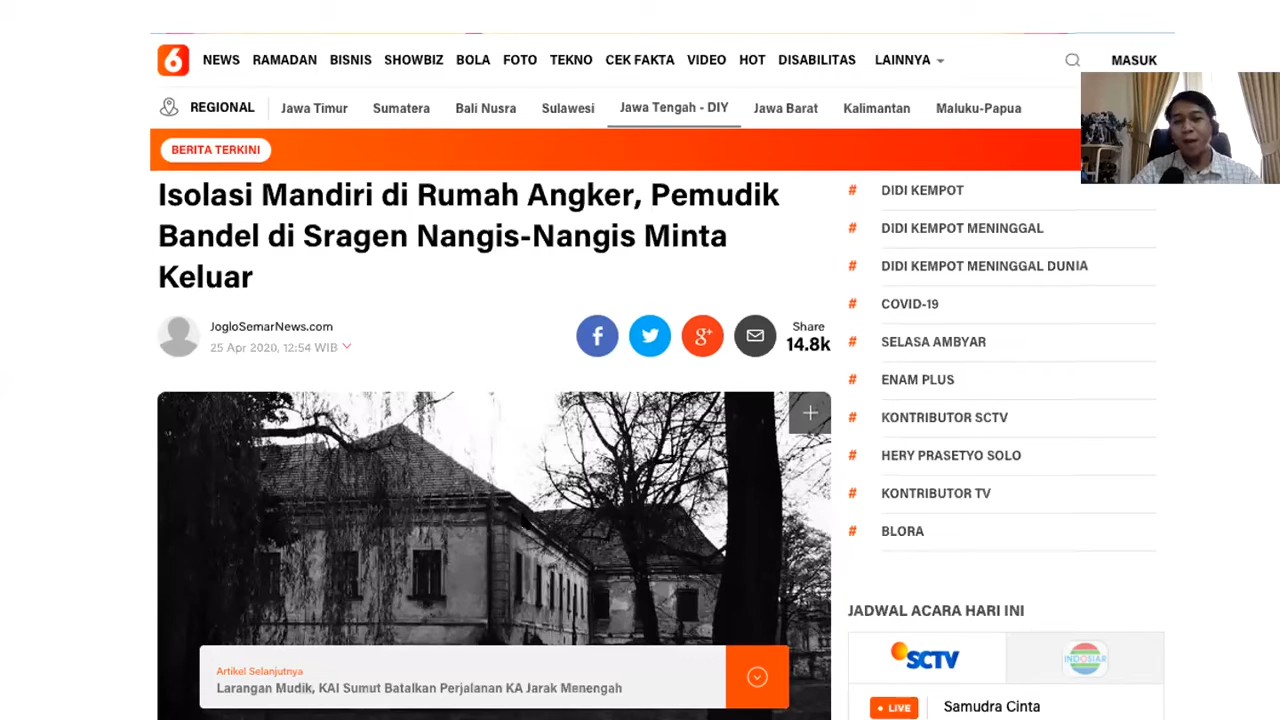 6 NEWS RAMADAN BISNIS SHOWBIZ BOLA FOTO TEKNO CEK FAKTA VIDEO HOT DISABILITAS LAINNYA MASUK
REGIONAL Jawa Timur Sumatera Bali Nusra Sulawesi Jawa Tengah - DIY Jawa Barat Kalimantan Maluku-Papua
BERITA TERKINI
Isolasi Mandiri di Rumah Angker, Pemudik
Bandel di Sragen Nangis-Nangis Minta
Keluar
JogloSemarNews.com
25 Apr 2020, 12:54 WIB
f g+ Share
14.8k
Artikel Selanjutnya
Larangan Mudik, KAI Sumut Batalkan Perjalanan KA Jarak Menengah
# DIDI KEMPOT
# DIDI KEMPOT MENINGGAL
# DIDI KEMPOT MENINGGAL DUNIA
# COVID-19
# SELASA AMBYAR
# ENAM PLUS
# KONTRIBUTOR SCTV
# HERY PRASETYO SOLO
# KONTRIBUTOR TV
# BLORA
JADWAL ACARA HARI INI
SCTV INDOSIAR
LIVE Samudra Cinta